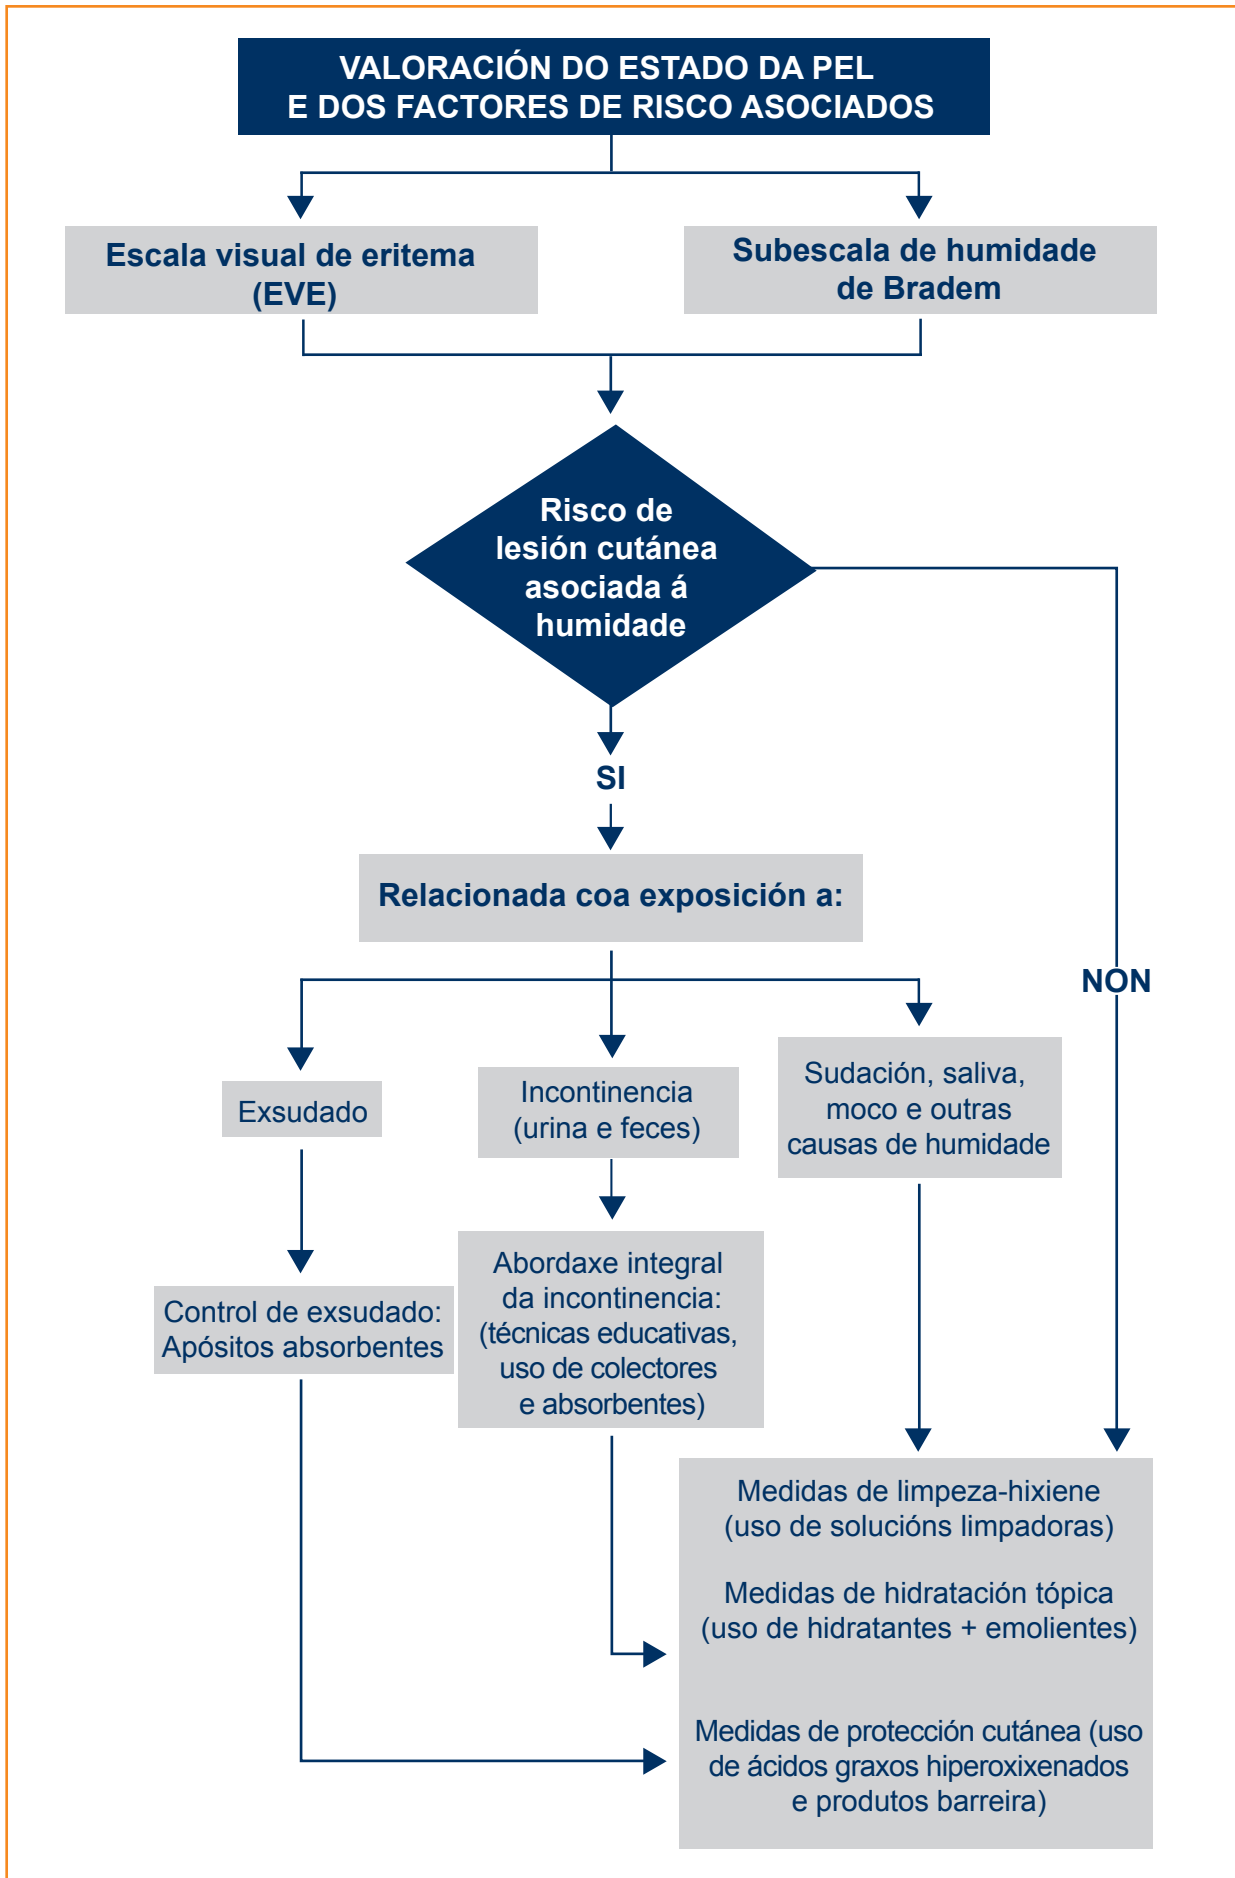 VALORACIÓN DO ESTADO DA PEL
E DOS FACTORES DE RISCO ASOCIADOS
Escala visual de eritema
(EVE)
Subescala de humidade
de Bradem
Risco de
lesión cutánea
asociada á
humidade
SI
Relacionada coa exposición a:
NON
Exsudado
Incontinencia
(urina e feces)
Sudación, saliva,
moco e outras
causas de humidade
Control de exsudado:
Apósitos absorbentes
Abordaxe integral
da incontinencia:
(técnicas educativas,
uso de colectores
e absorbentes)
Medidas de limpeza-hixiene
(uso de solucións limpadoras)
Medidas de hidratación tópica
(uso de hidratantes + emolientes)
Medidas de protección cutánea (uso
de ácidos graxos hiperoxixenados
e produtos barreira)